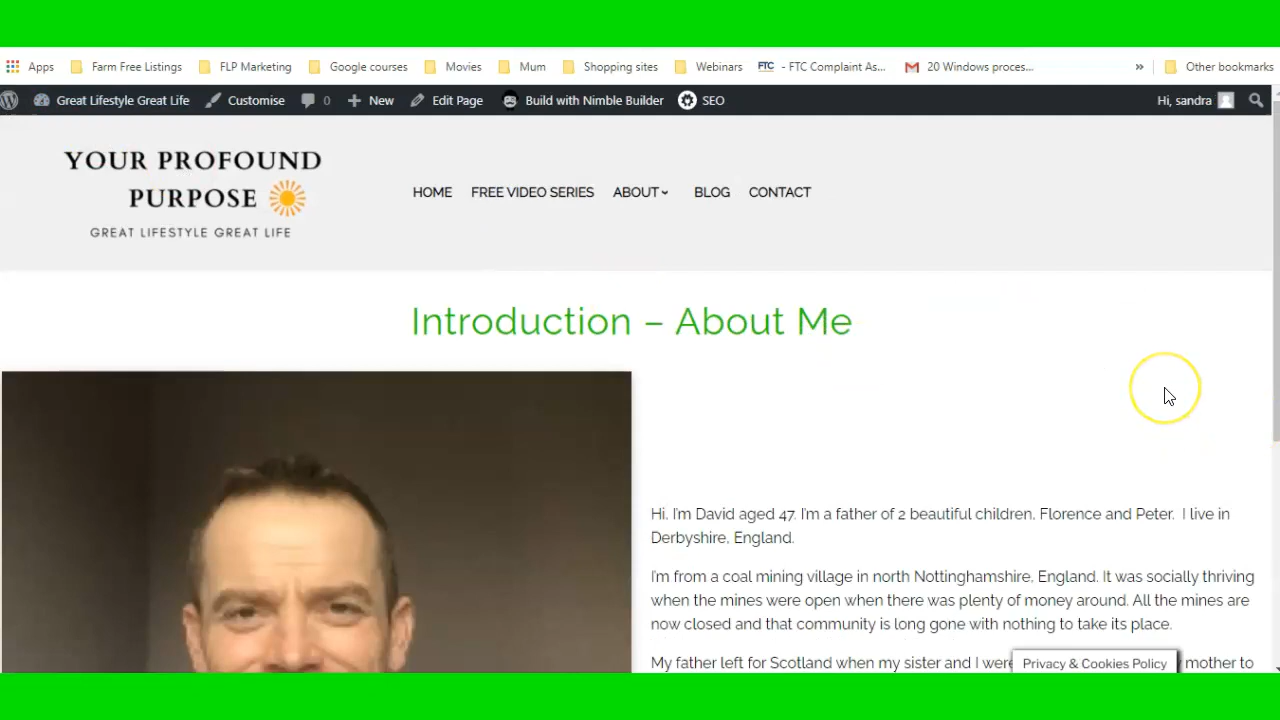 Apps Farm Free Listings FLP Marketing Google courses Movies Mum Shopping sites Webinars FTC - FTC Complaint As... 20 Windows proces... » Other bookmarks
Great Lifestyle Great Life Customise 0 New Edit Page Build with Nimble Builder SEO Hi, sandra
YOUR PROFOUND
PURPOSE
GREAT LIFESTYLE GREAT LIFE
HOME FREE VIDEO SERIES ABOUT BLOG CONTACT
Introduction – About Me
Hi, I'm David aged 47. I'm a father of 2 beautiful children, Florence and Peter. I live in
Derbyshire, England.
I'm from a coal mining village in north Nottinghamshire, England. It was socially thriving
when the mines were open when there was plenty of money around. All the mines are
now closed and that community is long gone with nothing to take its place.
My father left for Scotland when my sister and I were mother to
Privacy & Cookies Policy